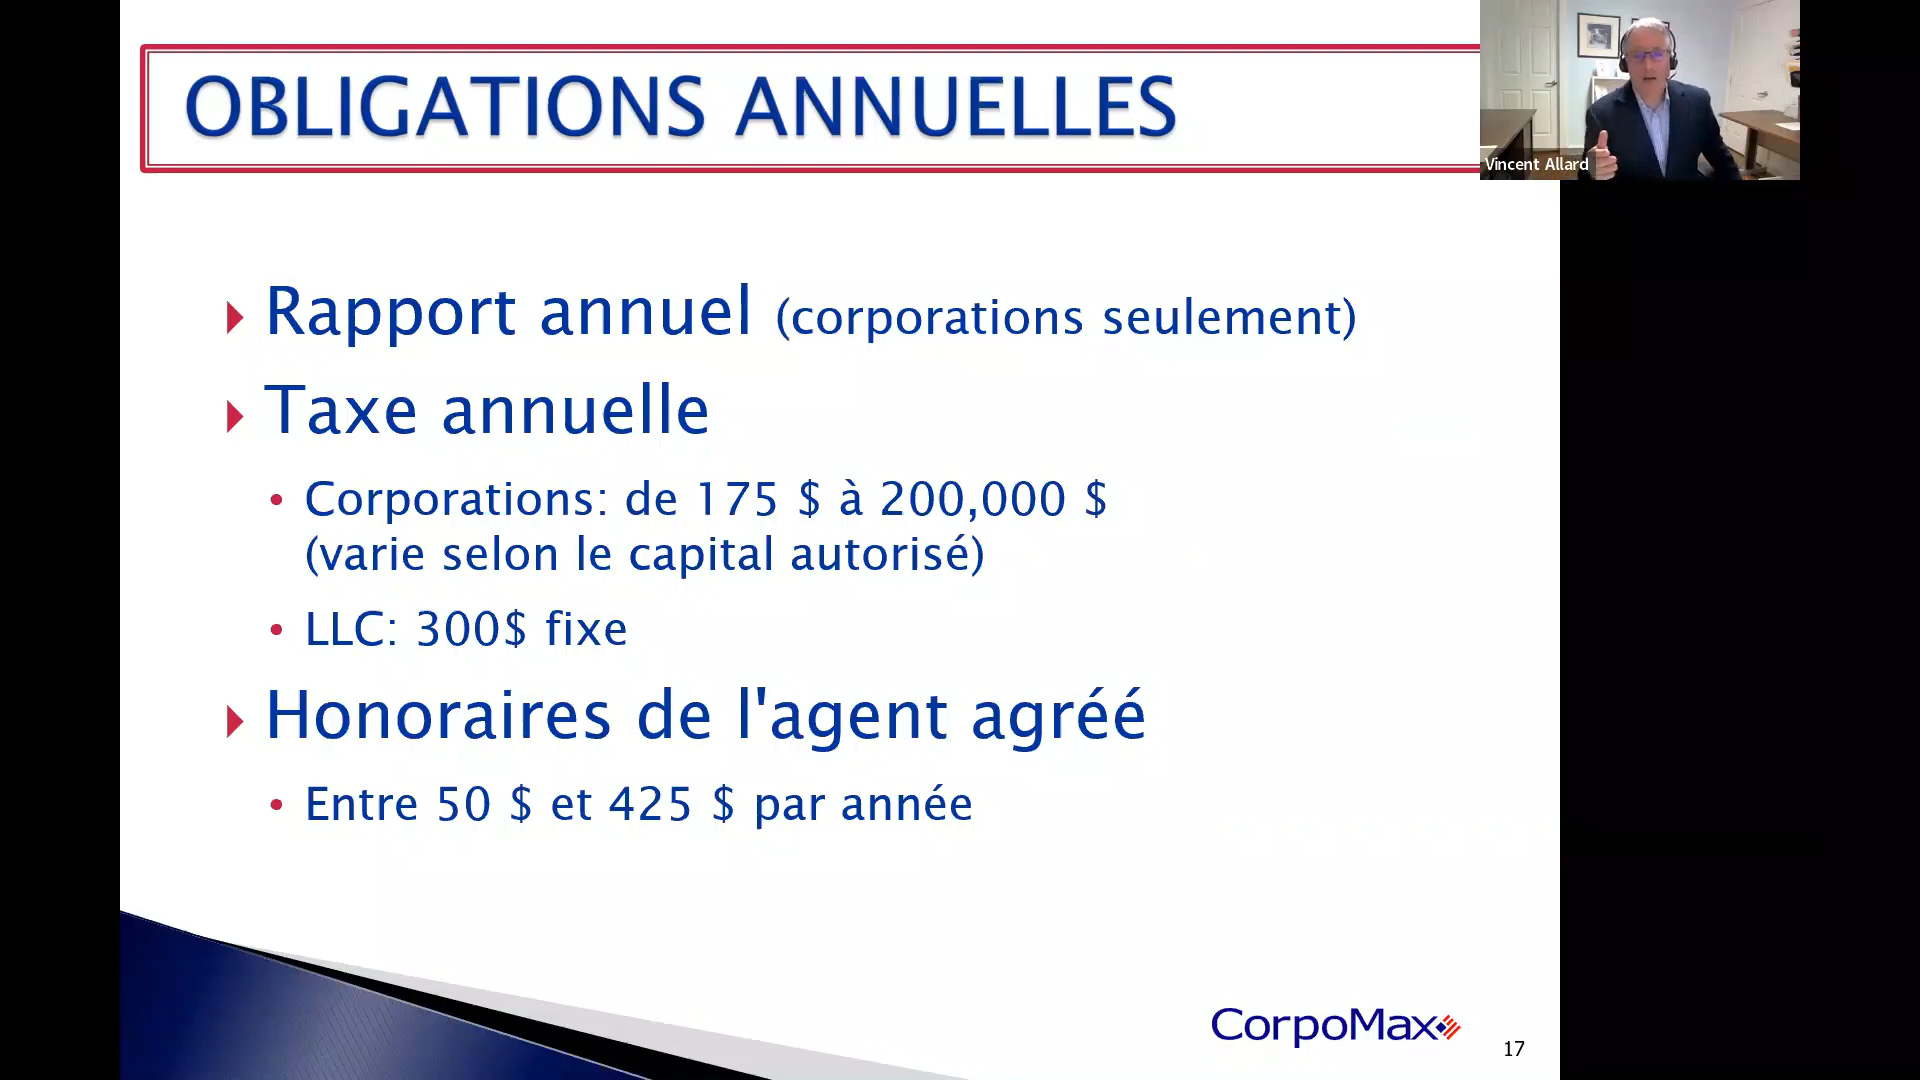 OBLIGATIONS ANNUELLES
Vincent Allard
Rapport annuel (corporations seulement)
Taxe annuelle
Corporations: de 175 $ à 200,000 $
(varie selon le capital autorisé)
LLC: 300$ fixe
Honoraires de l'agent agréé
Entre 50 $ et 425 $ par année
CorpoMax
17